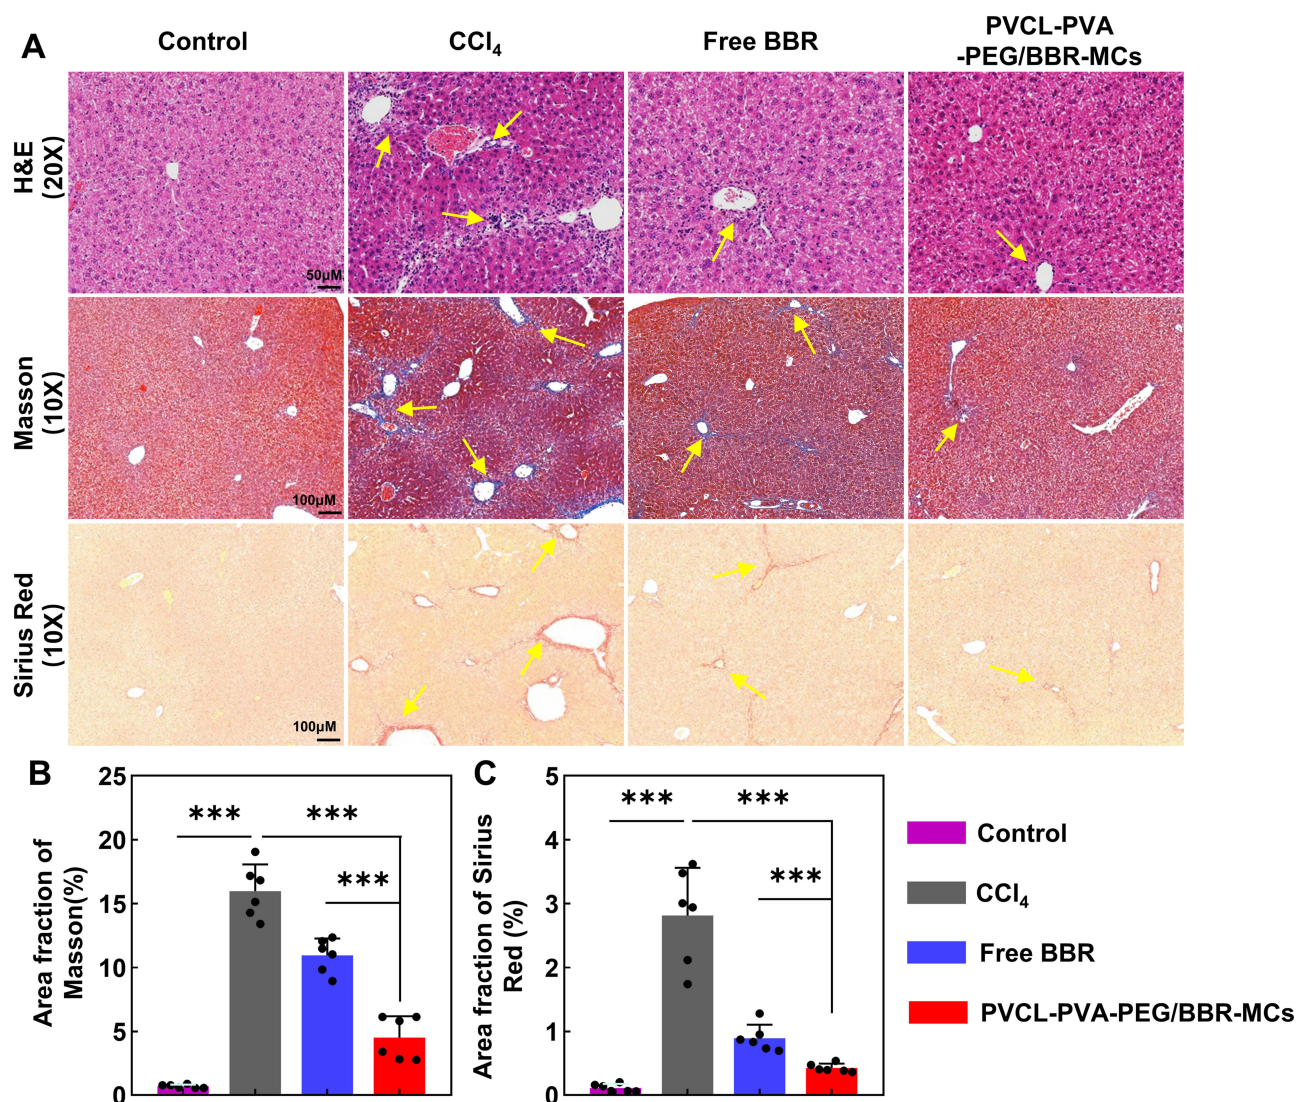 A
Control
CCl₄
Free BBR
PVCL-PVA
-PEG/BBR-MCs
H&E
(20X)
50μM
Masson
(10X)
100μM
Sirius Red
(10X)
100μM
B
Area fraction of
Masson(%)
25
20
15
10
5
0
***
***
***
C
Area fraction of Sirius
Red (%)
5
4
3
2
1
0
***
***
***
Control
CCl₄
Free BBR
PVCL-PVA-PEG/BBR-MCs